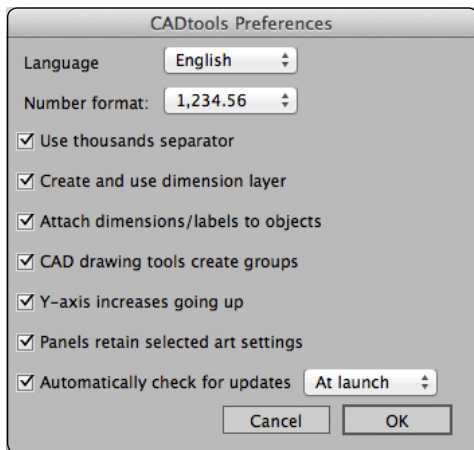 CADtools Preferences
Language English
Number format: 1,234.56
Use thousands separator
Create and use dimension layer
Attach dimensions/labels to objects
CAD drawing tools create groups
Y-axis increases going up
Panels retain selected art settings
Automatically check for updates At launch
Cancel OK